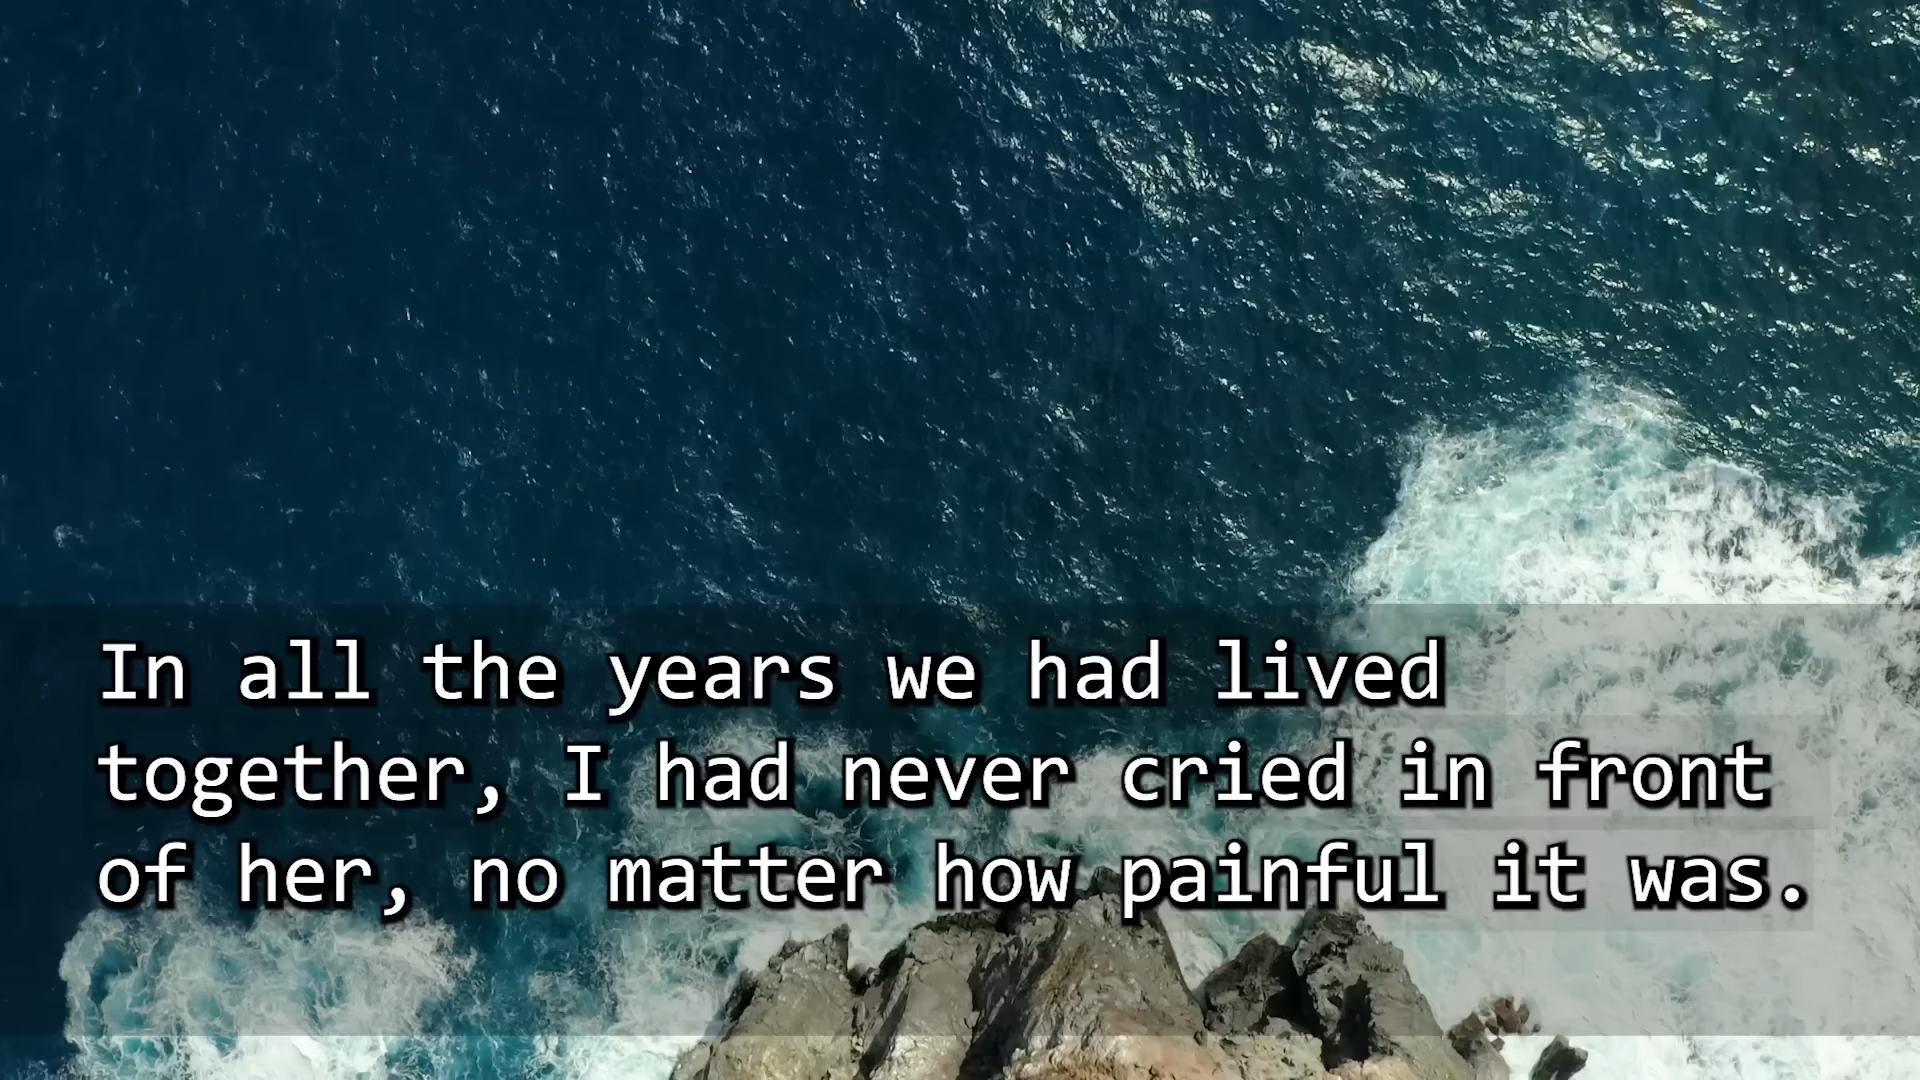 In all the years we had lived
together, I had never cried in front
of her, no matter how painful it was.